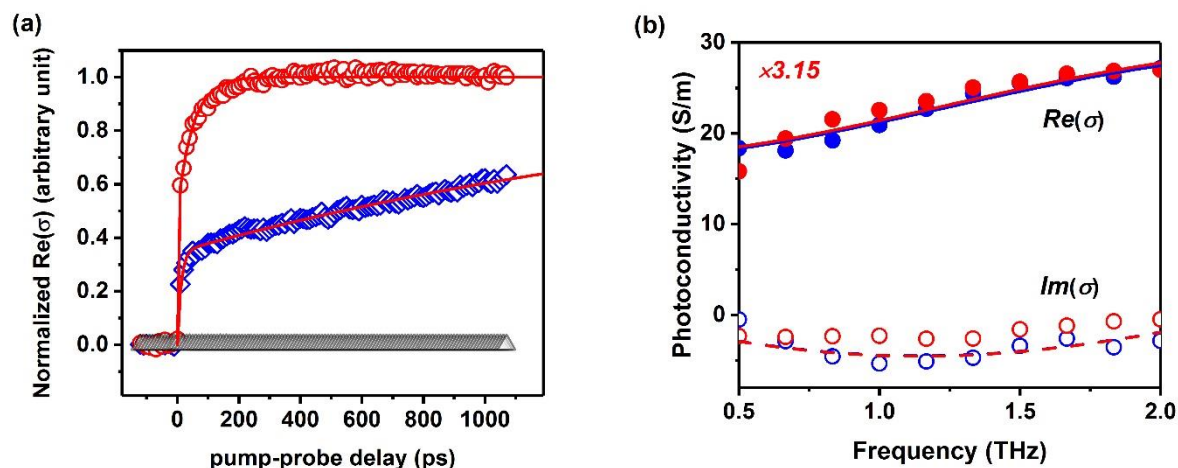 (a)
Normalized Re(σ) (arbitrary unit)
1.0
0.8
0.6
0.4
0.2
0.0
0 200 400 600 800 1000
pump-probe delay (ps)
(b)
Photoconductivity (S/m)
30
20
10
0
×3.15
Re(σ)
Im(σ)
0.5 1.0 1.5 2.0
Frequency (THz)